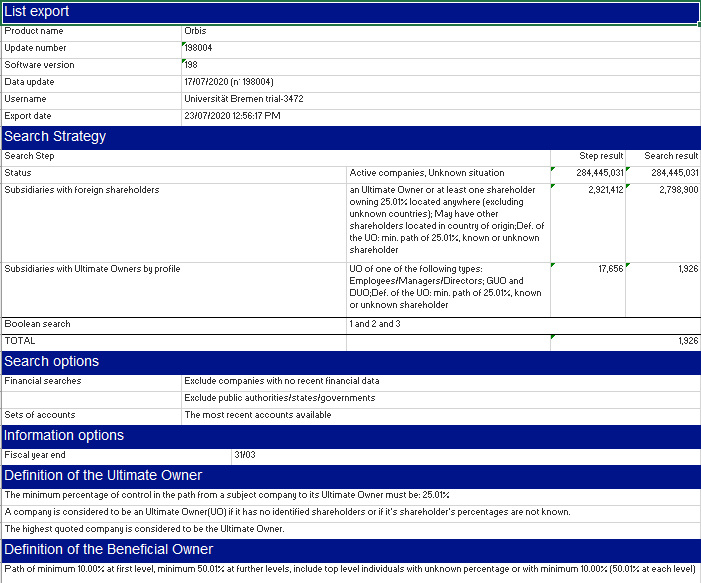 List export
Product name Orbis
Update number 198004
Software version 198
Data update 17/07/2020 (n° 198004)
Username Universität Bremen trial-3472
Export date 23/07/2020 12:56:17 PM
Search Strategy
Search Step Step result Search result
Status Active companies, Unknown situation 284,445,031 284,445,031
Subsidiaries with foreign shareholders an Ultimate Owner or at least one shareholder 2,921,412 2,798,900
owning 25.01% located anywhere (excluding
unknown countries); May have other
shareholders located in country of origin;Def. of
the UO: min. path of 25.01%, known or unknown
shareholder
Subsidiaries with Ultimate Owners by profile UO of one of the following types: 17,656 1,926
Employees/Managers/Directors; GUO and
DUO;Def. of the UO: min. path of 25.01%, known
or unknown shareholder
Boolean search 1 and 2 and 3
TOTAL 1,926
Search options
Financial searches Exclude companies with no recent financial data
Exclude public authorities/states/governments
Sets of accounts The most recent accounts available
Information options
Fiscal year end 31/03
Definition of the Ultimate Owner
The minimum percentage of control in the path from a subject company to its Ultimate Owner must be: 25.01%
A company is considered to be an Ultimate Owner(UO) if it has no identified shareholders or if it's shareholder's percentages are not known.
The highest quoted company is considered to be the Ultimate Owner.
Definition of the Beneficial Owner
Path of minimum 10.00% at first level, minimum 50.01% at further levels, include top level individuals with unknown percentage or with minimum 10.00% (50.01% at each level)